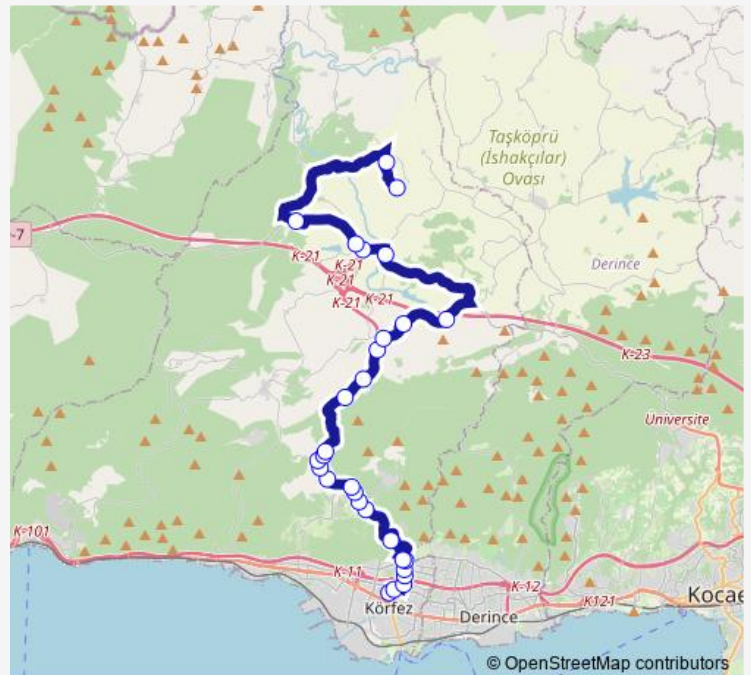 Taşköprü
(İshakçılar)
Ovası
-7
K-21
K-21
K-21
K-21
K-21
Derince
K-23
Üniversite
K-101
K-11
K-12
K121
Kocae
Körfez
Derince
© OpenStreetMap contributors